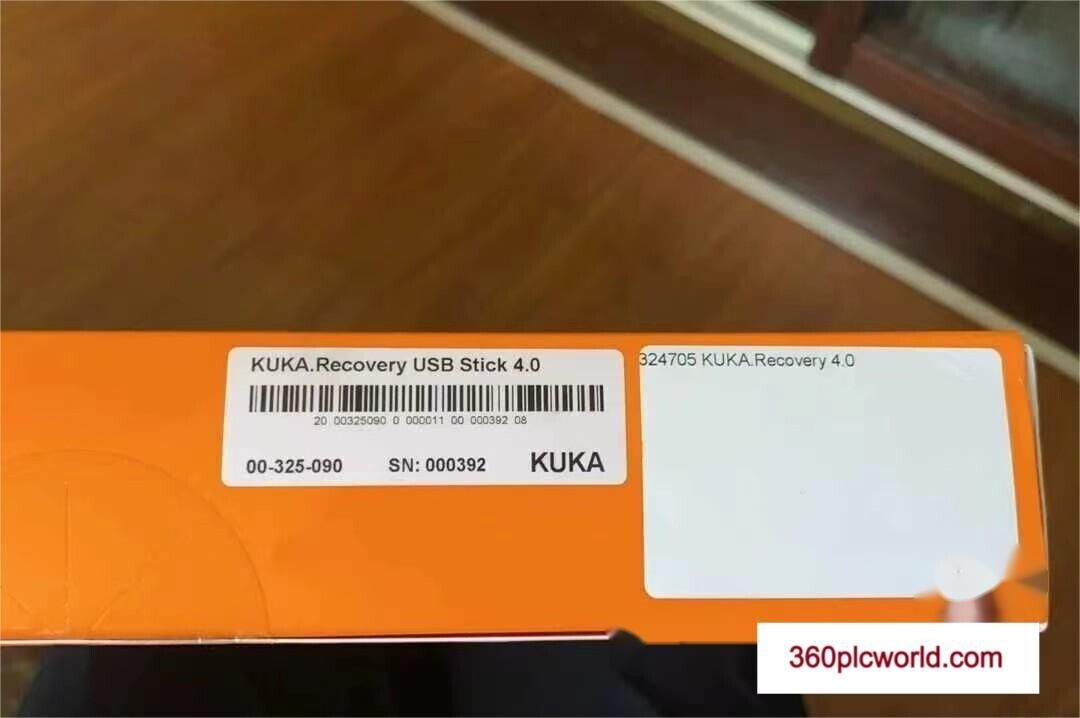 KUKA.Recovery USB Stick 4.0
20 00325090 0 000011 00 000392 08
00-325-090 SN: 000392 KUKA
324705 KUKA.Recovery 4.0
360plcworld.com